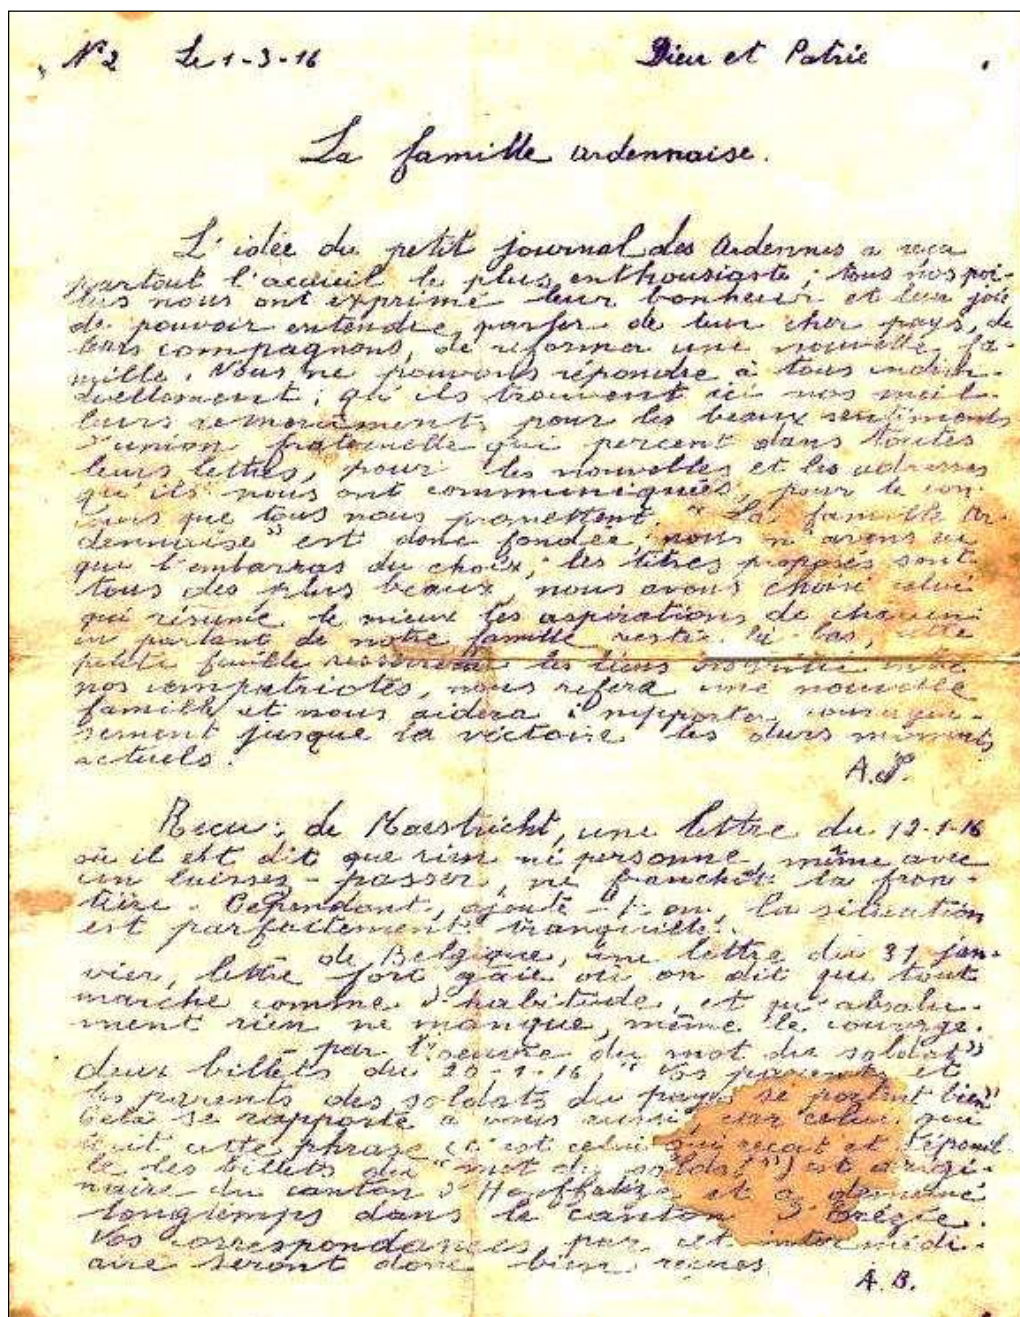 N°2 Le 1-3-16 Dieu et Patrie
La famille ardennaise.
L'idée du petit journal des Ardennes a reçu
partout l'accueil le plus enthousiaste ; tous nos poi-
lus nous ont exprimé leur bonheur et leur joie
de pouvoir entendre parler de leur cher pays, de
leurs compagnons, de reformer une nouvelle fa-
mille. Nous ne pouvons répondre à tous indivi-
duellement ; qu'ils trouvent ici nos meil-
leurs remerciments pour les beaux sentiments
d'union fraternelle qui percent dans toutes
leurs lettres, pour les nouvelles et les adresses
qu'ils nous ont communiquées, pour le con-
cours que tous nous promettent. "La famille ar-
dennaise" est donc fondée, nous n'avons eu
que l'embarras du choix ; les titres proposés sont
tous des plus beaux, nous avons choisi celui
qui résume le mieux les aspirations de chacun
en parlant de notre famille restée là-bas, cette
petite feuille resserrera les liens entre
nos compatriotes, nous refera une nouvelle
famille et nous aidera à supporter courageu-
sement jusque la victoire les durs moments
actuels.
A.J.
Recu : de Maestricht, une lettre du 12-1-16
où il est dit que rien ni personne, même avec
un laisser-passer, ne franchit la fron-
tière. Cependant, ajoute-t-on, la situation
est parfaitement tranquille.
de Belgique, une lettre du 31 jan-
vier, lettre fort gaie où on dit que tout
marche comme d'habitude, et qu'absolu-
ment rien ne manque, même le courage.
par l'"oeuvre du mot du soldat"
deux billets du 20-1-16, "Vos parents et
les parents des soldats du pays se portent bien"
Cela se rapporte à vous aussi, car celui qui
écrit cette phrase (c'est celui qui reçoit et dépouil-
le les billets du "mot du soldat") est origi-
naire du canton d'Houffalize et a demeuré
longtemps dans le canton d'Erezée.
Vos correspondances par cet intermédi-
aire seront donc bien reçues.
A.B.